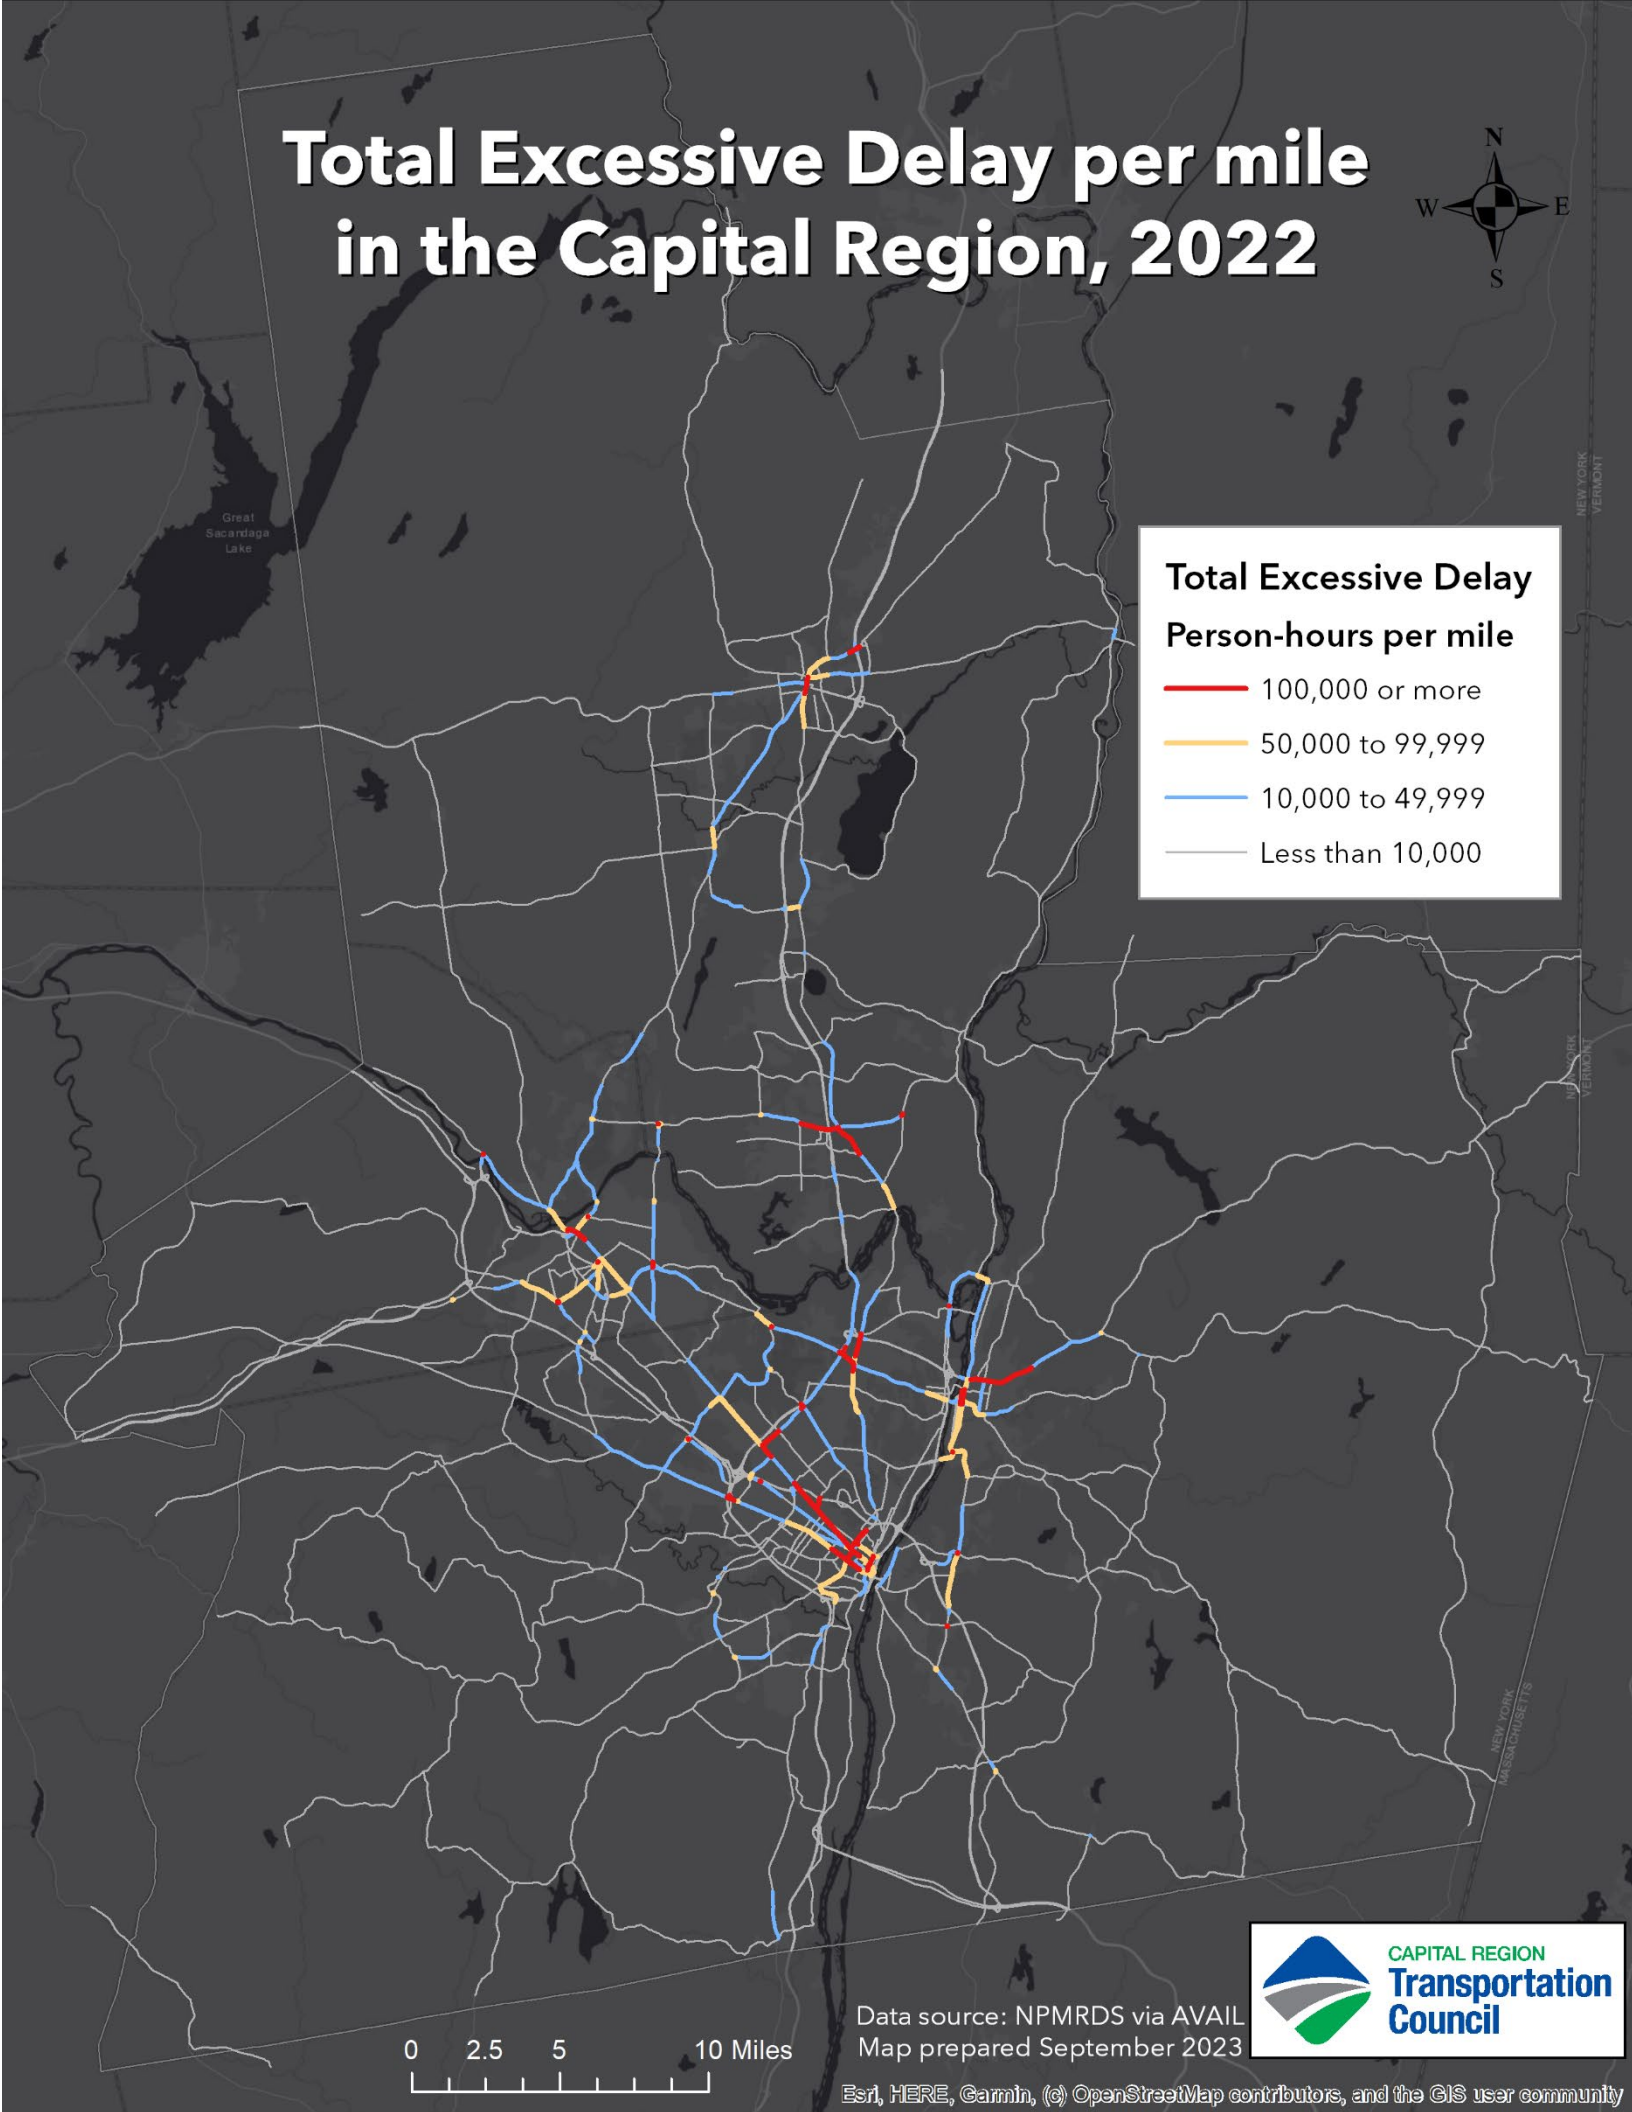 Total Excessive Delay per mile
in the Capital Region, 2022
N
W
E
S
Great
Sacandaga
Lake
NEW YORK
VERMONT
Total Excessive Delay
Person-hours per mile
100,000 or more
50,000 to 99,999
10,000 to 49,999
Less than 10,000
NEW YORK
VERMONT
NEW YORK
MASSACHUSETTS
CAPITAL REGION
Transportation
Council
Data source: NPMRDS via AVAIL
Map prepared September 2023
0 2.5 5 10 Miles
Esri, HERE, Garmin, (c) OpenStreetMap contributors, and the GIS user community